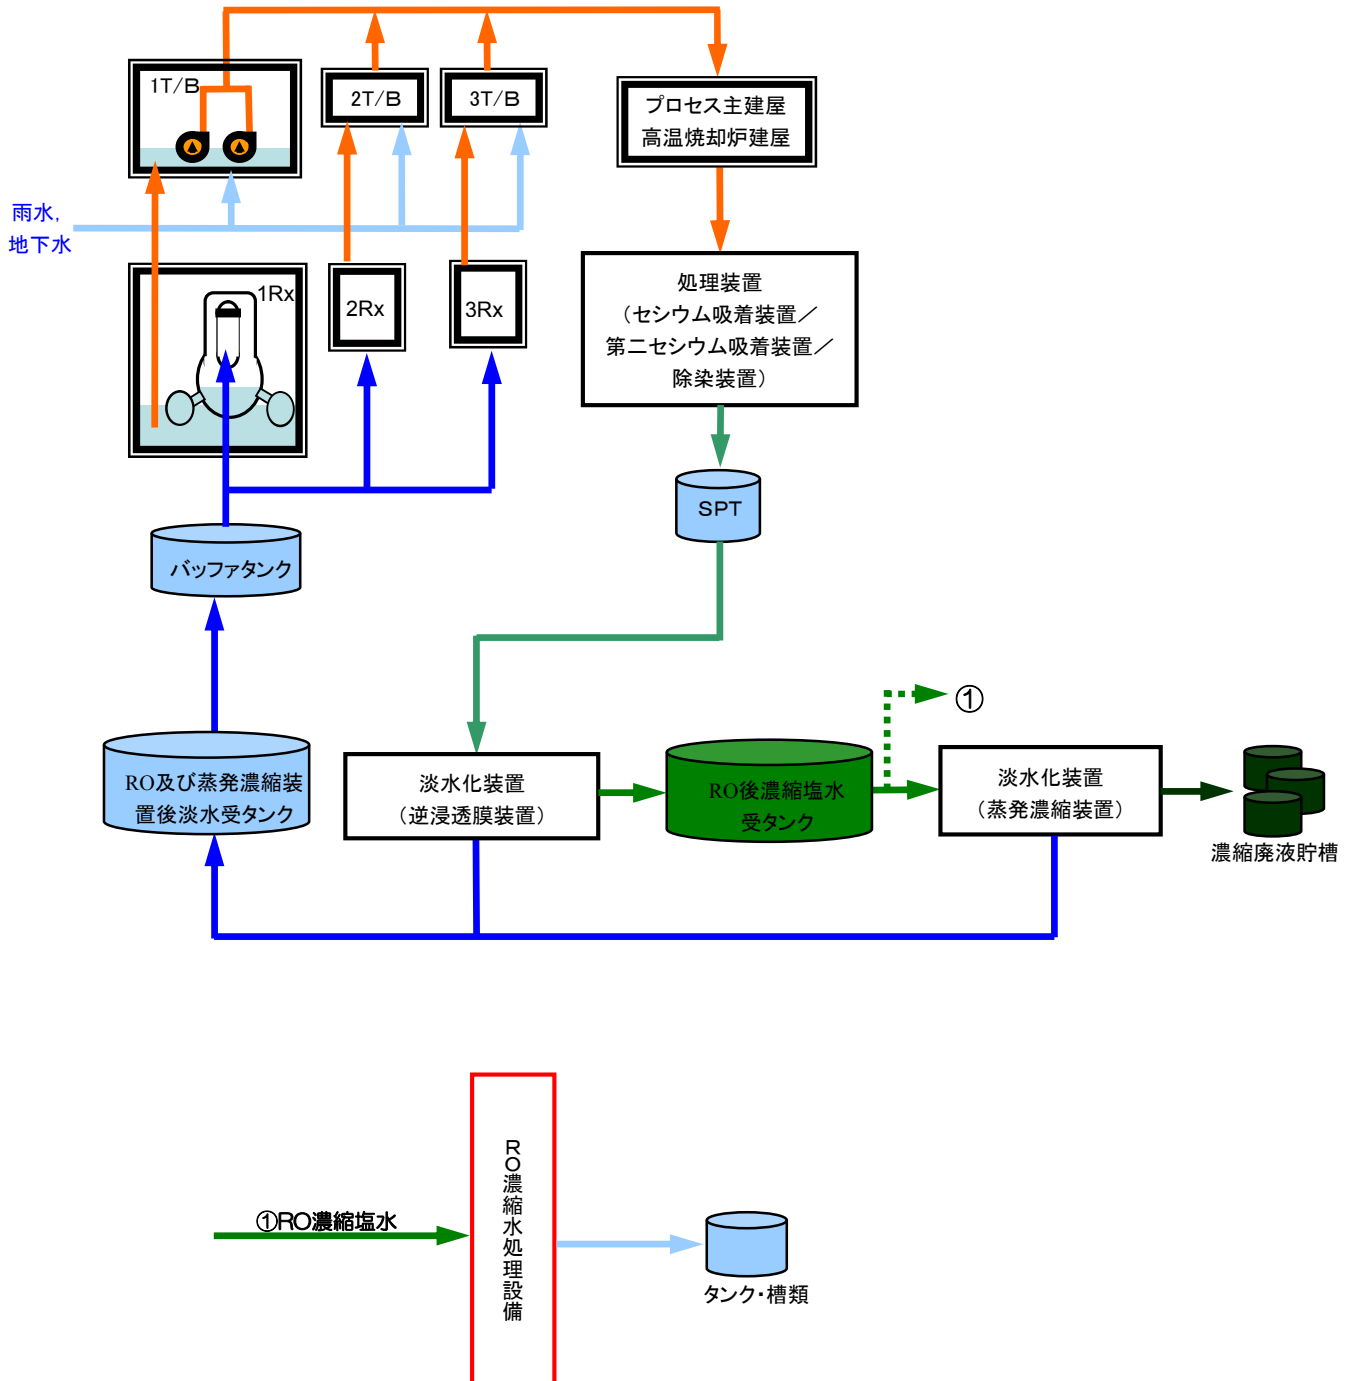 1T/B
2T/B
3T/B
プロセス主建屋
高温焼却炉建屋
雨水,
地下水
1Rx
2Rx
3Rx
処理装置
（セシウム吸着装置／
第二セシウム吸着装置／
除染装置）
SPT
バッファタンク
①
RO及び蒸発濃縮装
置後淡水受タンク
淡水化装置
（逆浸透膜装置）
RO後濃縮塩水
受タンク
淡水化装置
（蒸発濃縮装置）
濃縮廃液貯槽
①RO濃縮塩水
RO濃縮水処理設備
タンク・槽類